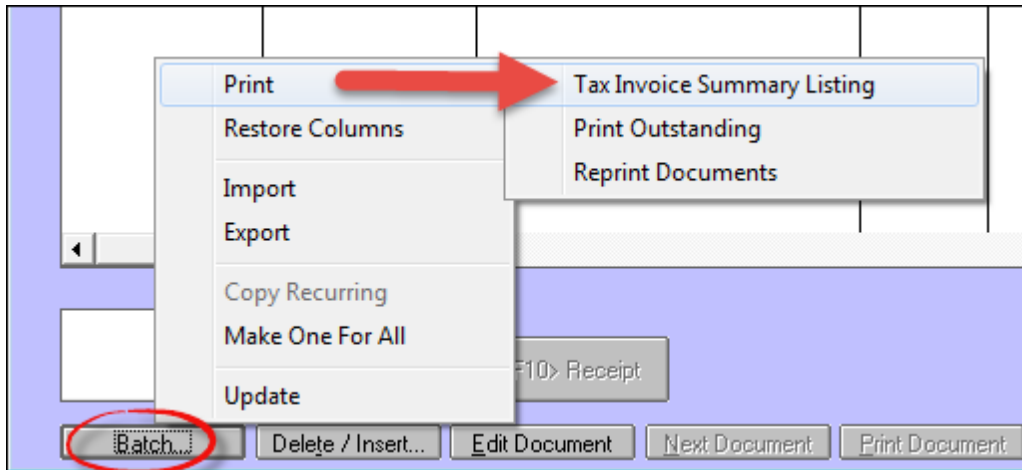 Print
Tax Invoice Summary Listing
Restore Columns
Print Outstanding
Reprint Documents
Import
Export
Copy Recurring
Make One For All
F10> Receipt
Update
Batch...
Delete / Insert...
Edit Document
Next Document
Print Document